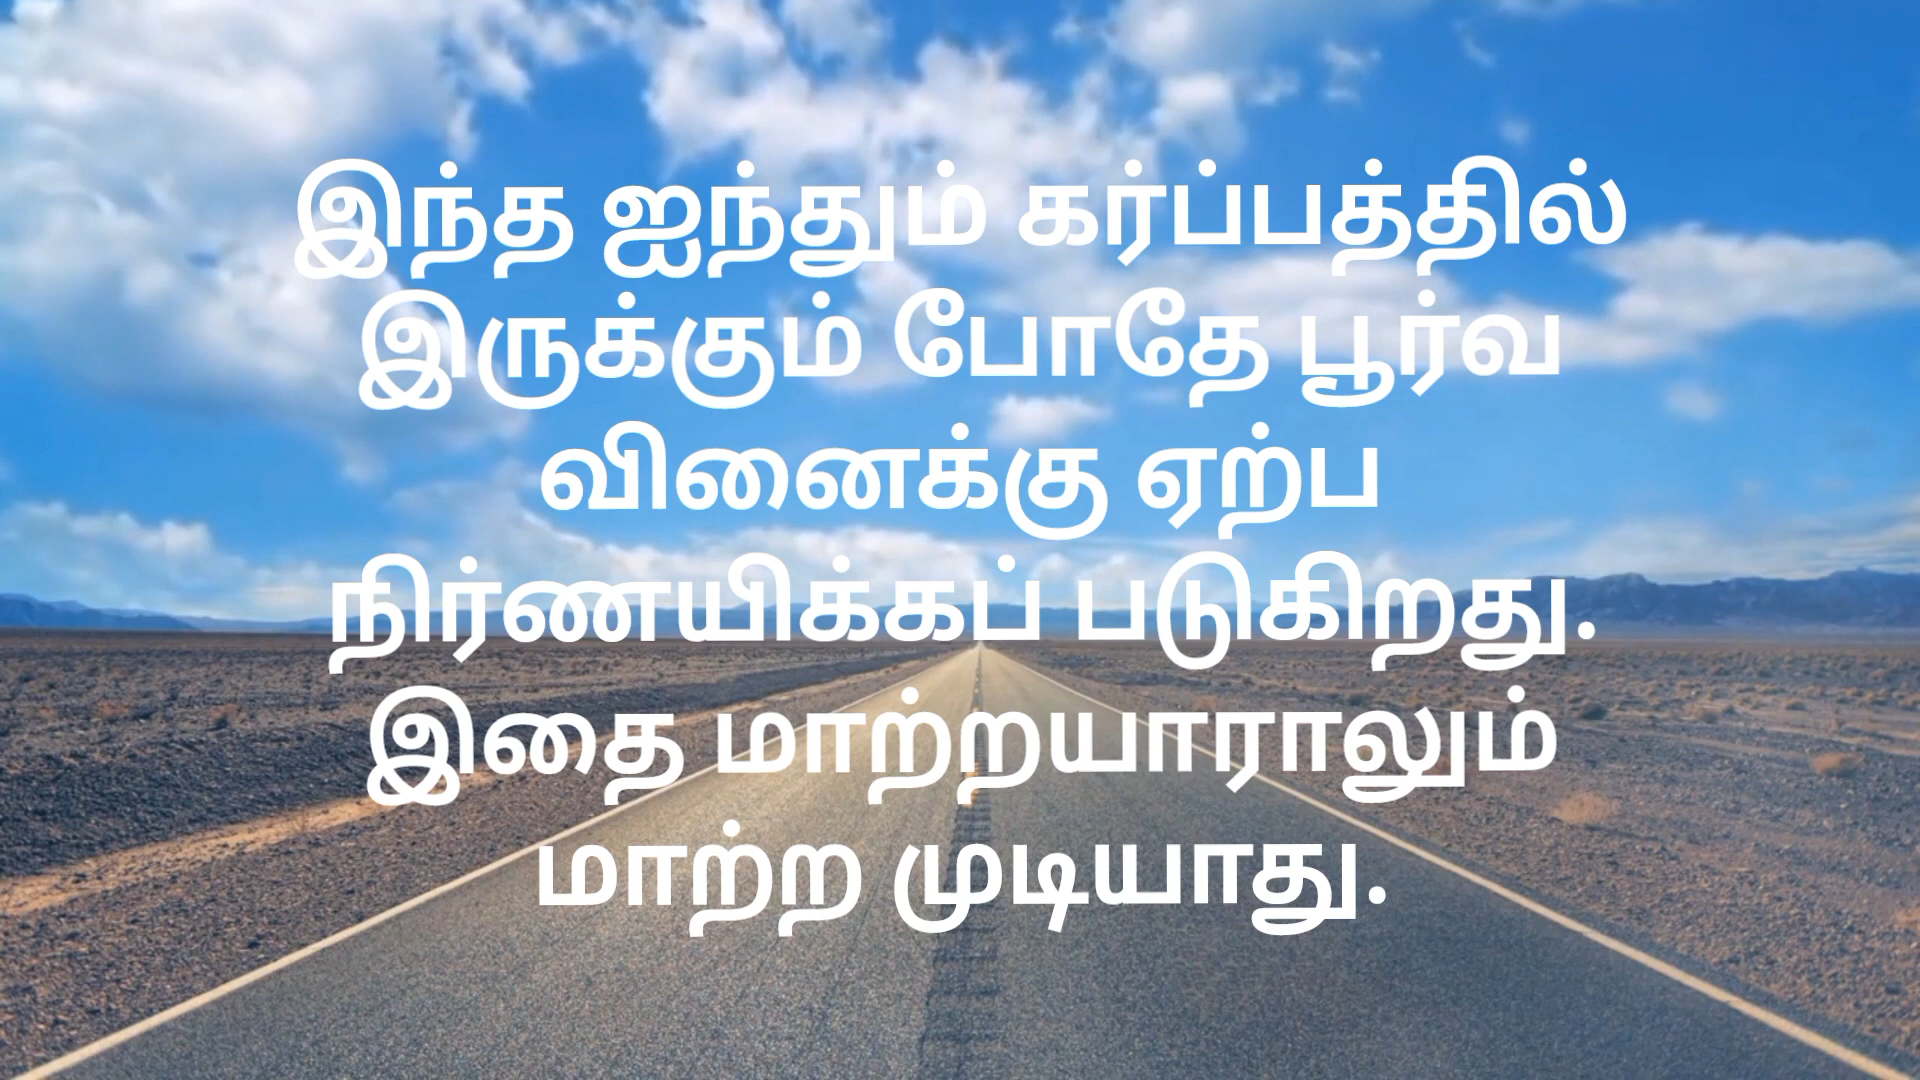 இந்த ஐந்தும் கர்ப்பத்தில்
இருக்கும் போதே பூர்வ
வினைக்கு ஏற்ப
நிர்ணயிக்கப் படுகிறது.
இதை மாற்றயாராலும்
மாற்ற முடியாது.